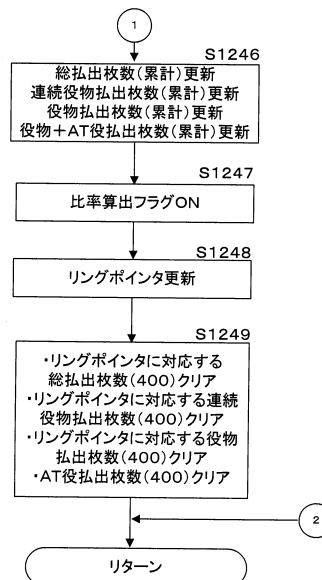 1
S1246
総払出枚数(累計)更新
連続役物払出枚数(累計)更新
役物払出枚数(累計)更新
役物＋AT役払出枚数(累計)更新
S1247
比率算出フラグON
S1248
リングポインタ更新
S1249
・リングポインタに対応する
総払出枚数(400)クリア
・リングポインタに対応する連続
役物払出枚数(400)クリア
・リングポインタに対応する役物
払出枚数(400)クリア
・AT役払出枚数(400)クリア
2
リターン